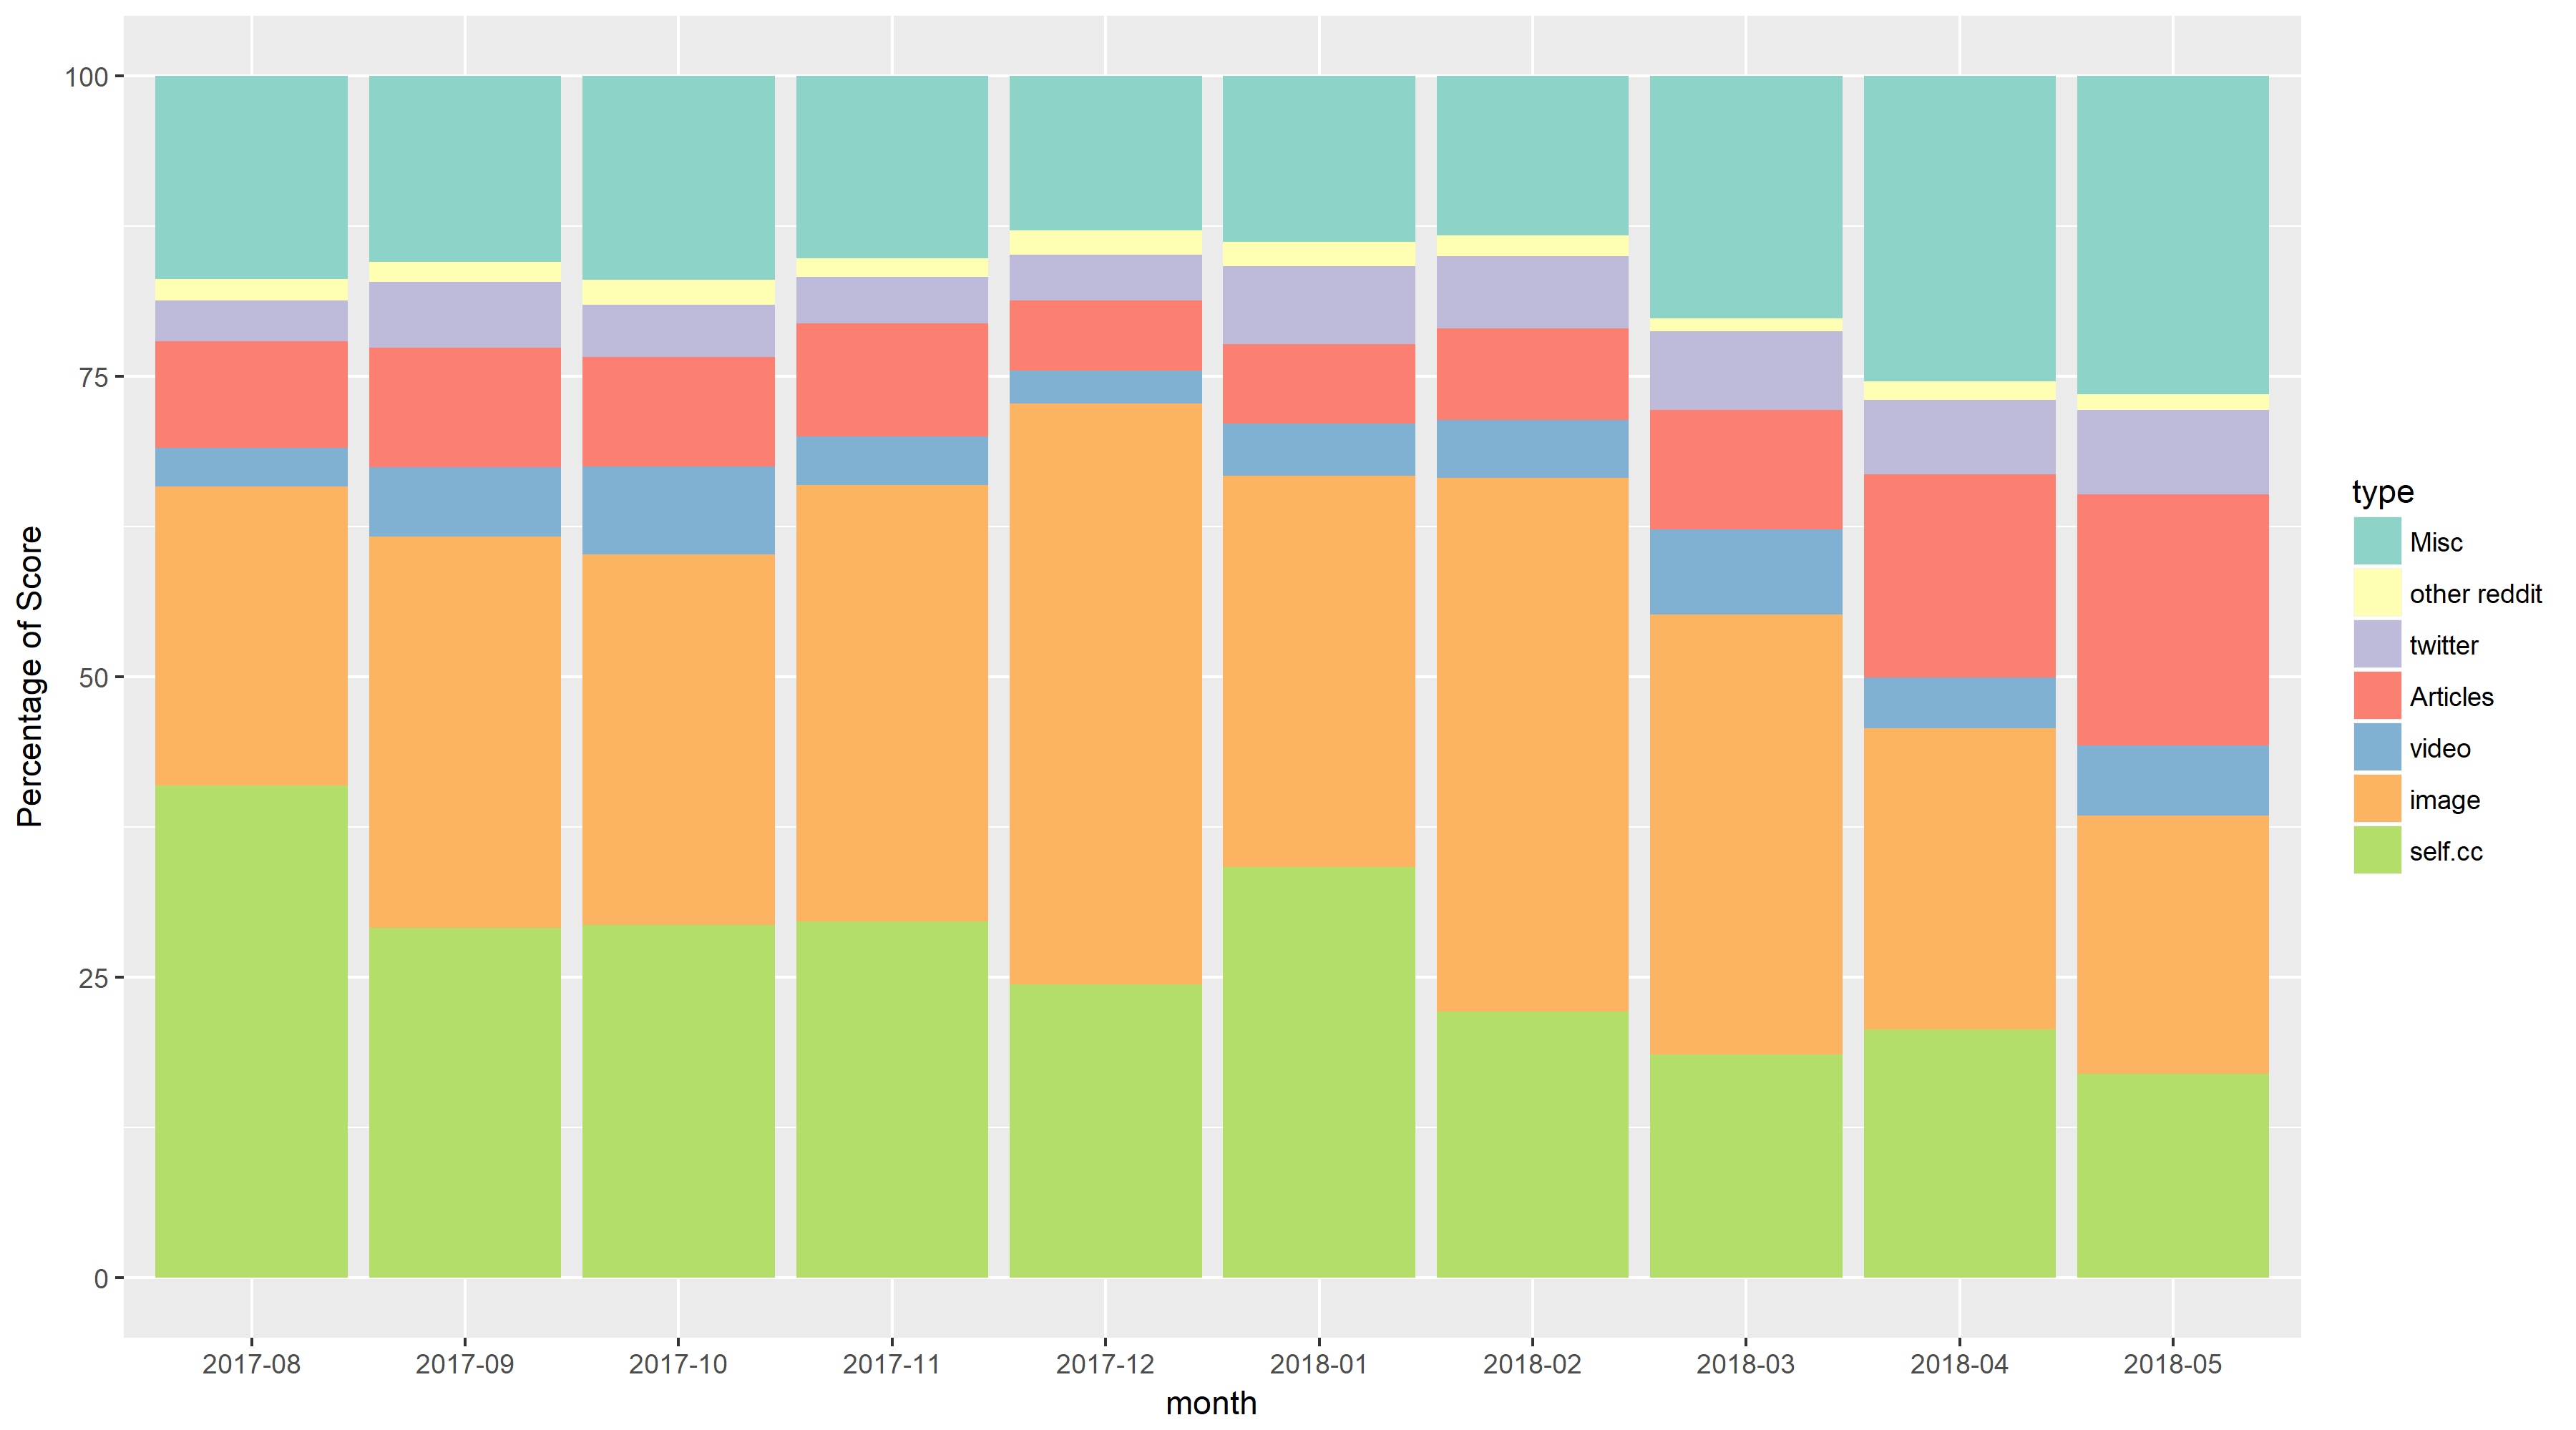 100
75
50
25
0
Percentage of Score
2017-08
2017-09
2017-10
2017-11
2017-12
2018-01
2018-02
2018-03
2018-04
2018-05
month
type
Misc
other reddit
twitter
Articles
video
image
self.cc